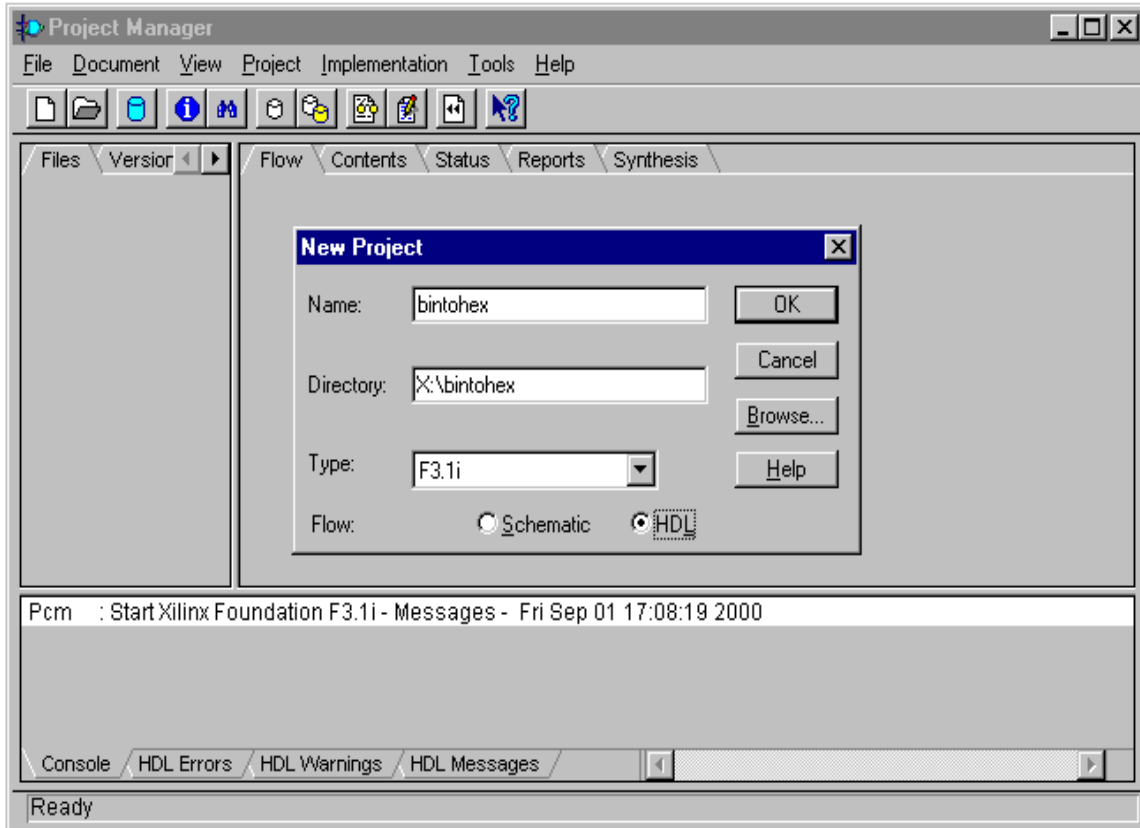 Project Manager
File Document View Project Implementation Tools Help
Files Version Flow Contents Status Reports Synthesis
New Project
Name: bintohex OK
Cancel
Directory: X:\bintohex
Browse...
Type: F3.1i Help
Flow: Schematic HDL
Pcm : Start Xilinx Foundation F3.1i - Messages - Fri Sep 01 17:08:19 2000
Console HDL Errors HDL Warnings HDL Messages
Ready